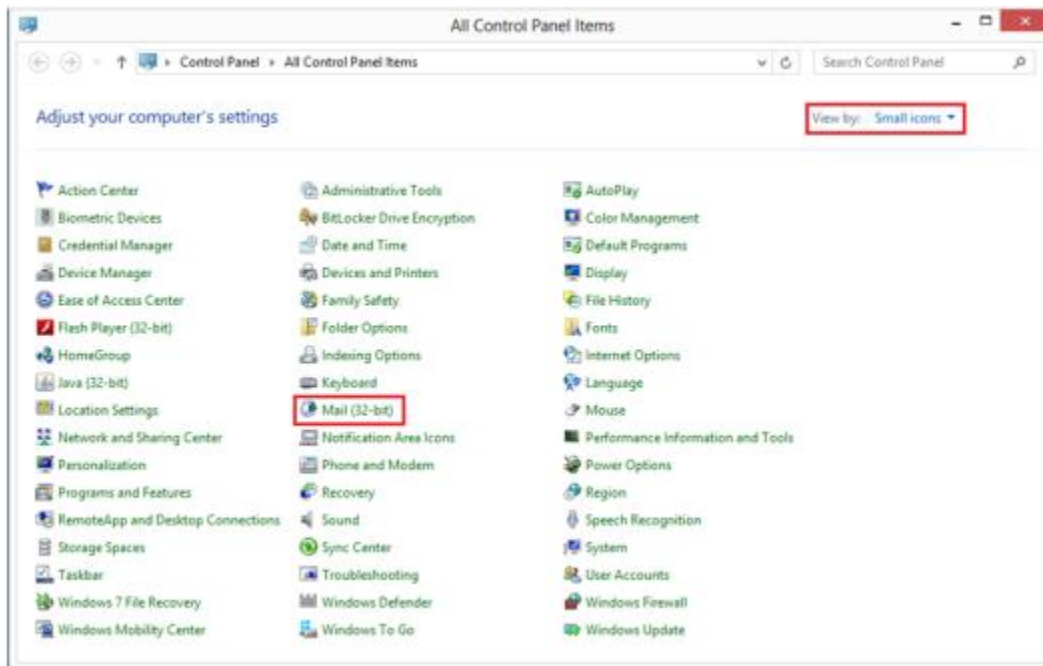 All Control Panel Items
Control Panel All Control Panel Items Search Control Panel
Adjust your computer's settings View by: Small icons
Action Center Administrative Tools AutoPlay
Biometric Devices BitLocker Drive Encryption Color Management
Credential Manager Date and Time Default Programs
Device Manager Devices and Printers Display
Ease of Access Center Family Safety File History
Flash Player (32-bit) Folder Options Fonts
HomeGroup Indexing Options Internet Options
Java (32-bit) Keyboard Language
Location Settings Mail (32-bit) Mouse
Network and Sharing Center Notification Area Icons Performance Information and Tools
Personalization Phone and Modem Power Options
Programs and Features Recovery Region
RemoteApp and Desktop Connections Sound Speech Recognition
Storage Spaces Sync Center System
Taskbar Troubleshooting User Accounts
Windows 7 File Recovery Windows Defender Windows Firewall
Windows Mobility Center Windows To Go Windows Update